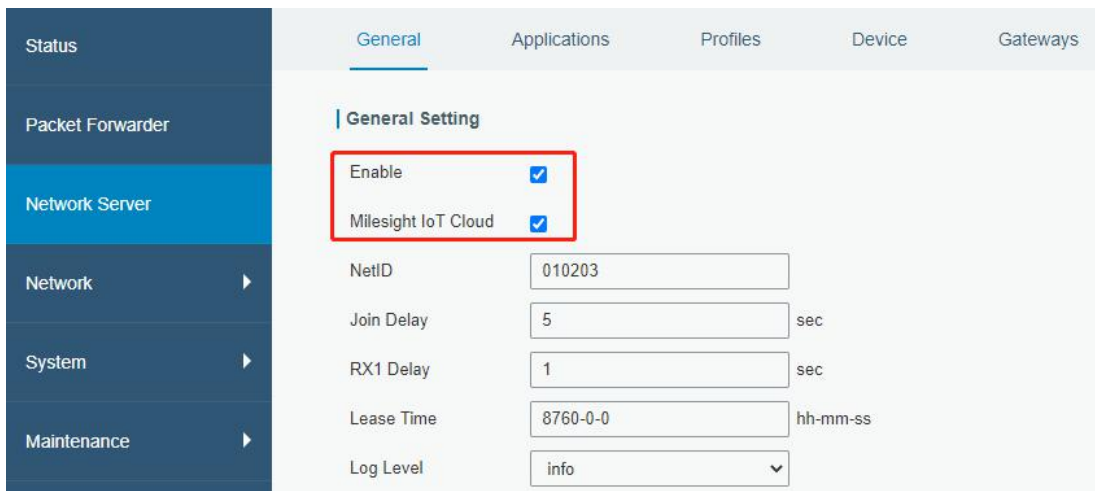 Status
Packet Forwarder
Network Server
Network
System
Maintenance
General Applications Profiles Device Gateways
General Setting
Enable
Milesight IoT Cloud
NetID 010203
Join Delay 5 sec
RX1 Delay 1 sec
Lease Time 8760-0-0 hh-mm-ss
Log Level info